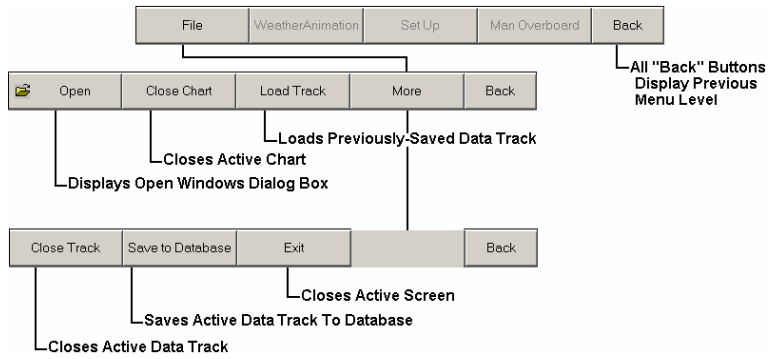 File WeatherAnimation Set Up Man Overboard Back
All "Back" Buttons
Display Previous
Menu Level
Open Close Chart Load Track More Back
Loads Previously-Saved Data Track
Closes Active Chart
Displays Open Windows Dialog Box
Close Track Save to Database Exit Back
Closes Active Screen
Saves Active Data Track To Database
Closes Active Data Track